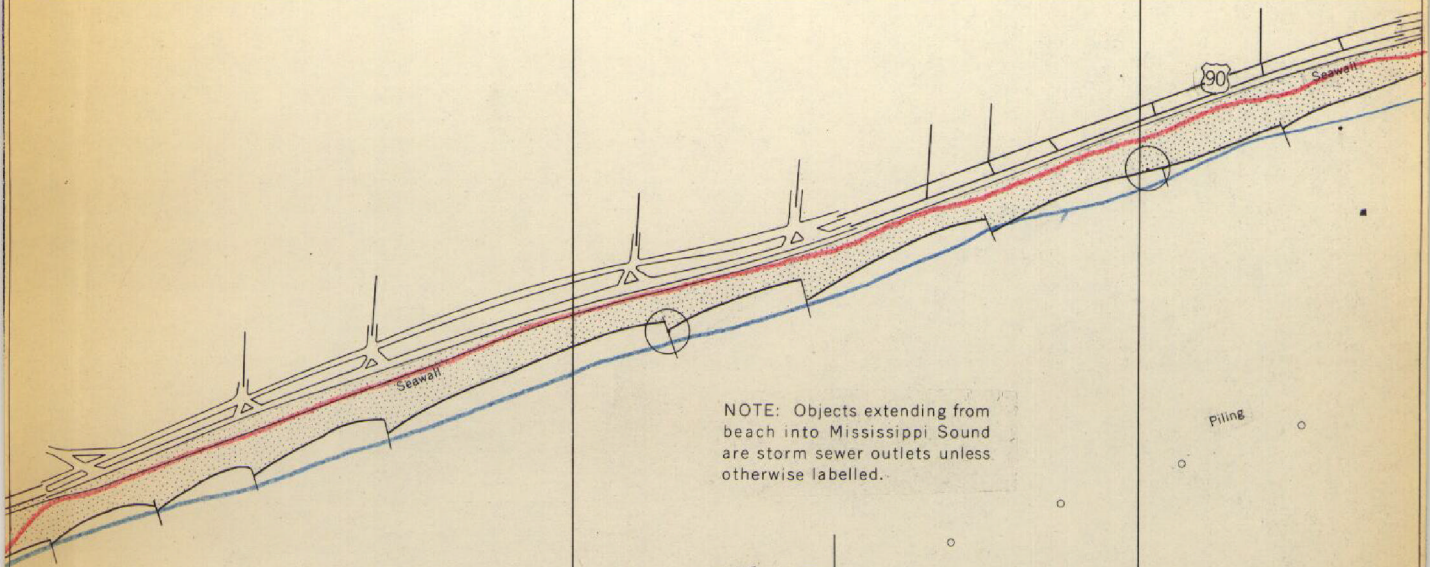 90
Seawall
Seawall
NOTE: Objects extending from
beach into Mississippi Sound
are storm sewer outlets unless
otherwise labelled.
Piling